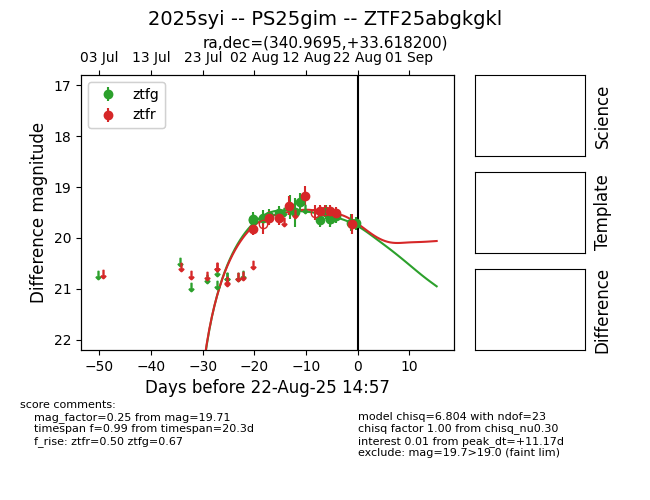 2025syi -- PS25gim -- ZTF25abgkgkl
ra,dec=(340.9695,+33.618200)
03 Jul 13 Jul 23 Jul 02 Aug 12 Aug 22 Aug 01 Sep
ztfg
ztfr
17
18
19
20
21
22
Difference magnitude
−50 −40 −30 −20 −10 0 10
Days before 22-Aug-25 14:57
Science
Template
Difference
score comments:
mag_factor=0.25 from mag=19.71
timespan f=0.99 from timespan=20.3d
f_rise: ztfr=0.50 ztfg=0.67
model chisq=6.804 with ndof=23
chisq factor 1.00 from chisq_nu0.30
interest 0.01 from peak_dt=+11.17d
exclude: mag=19.7>19.0 (faint lim)